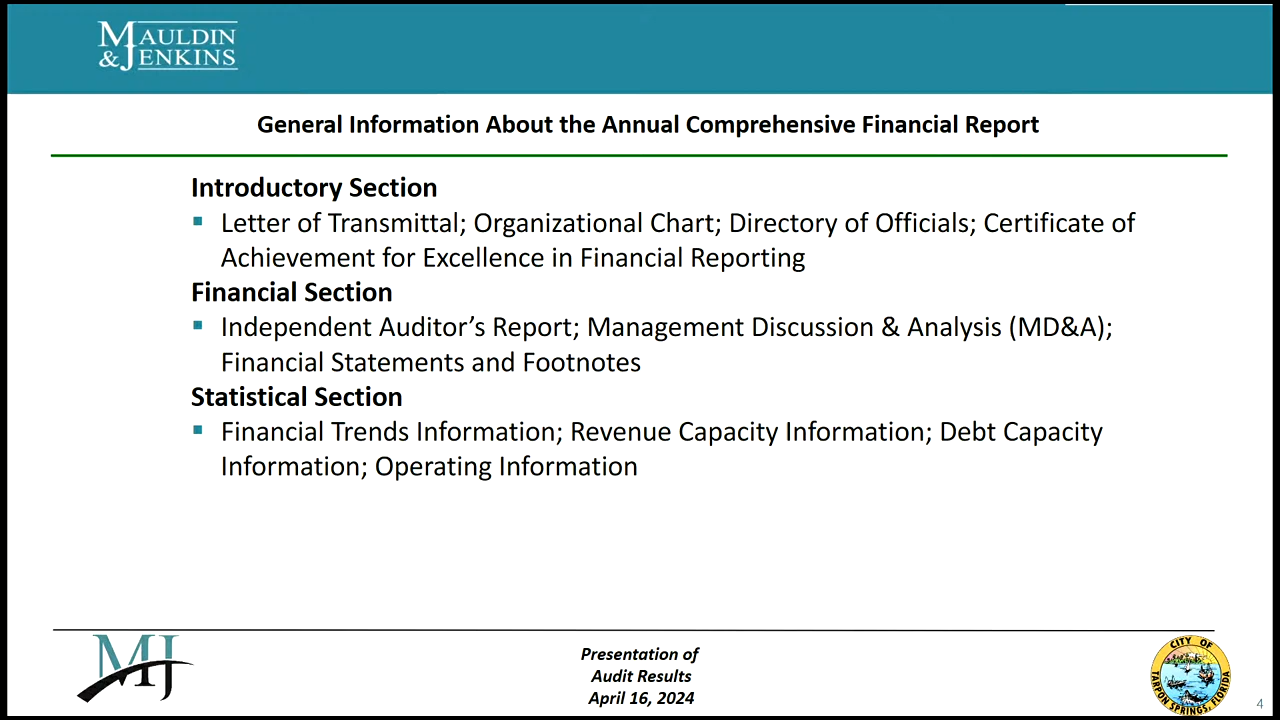 MAULDIN
& JENKINS
General Information About the Annual Comprehensive Financial Report
Introductory Section
▪ Letter of Transmittal; Organizational Chart; Directory of Officials; Certificate of
Achievement for Excellence in Financial Reporting
Financial Section
▪ Independent Auditor’s Report; Management Discussion & Analysis (MD&A);
Financial Statements and Footnotes
Statistical Section
▪ Financial Trends Information; Revenue Capacity Information; Debt Capacity
Information; Operating Information
MJ
Presentation of
Audit Results
April 16, 2024
CITY OF
TARPON SPRINGS, FLORIDA
4